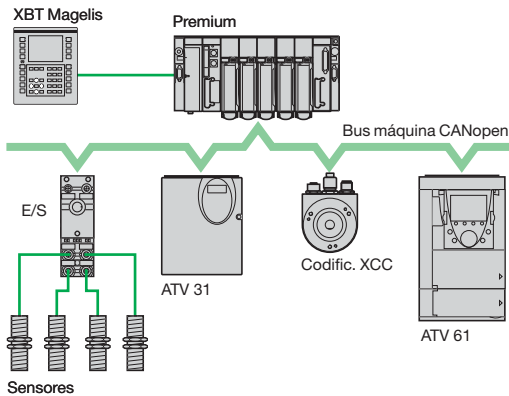 XBT Magelis
Premium
Bus máquina CANopen
E/S
ATV 31
Codific. XCC
ATV 61
Sensores